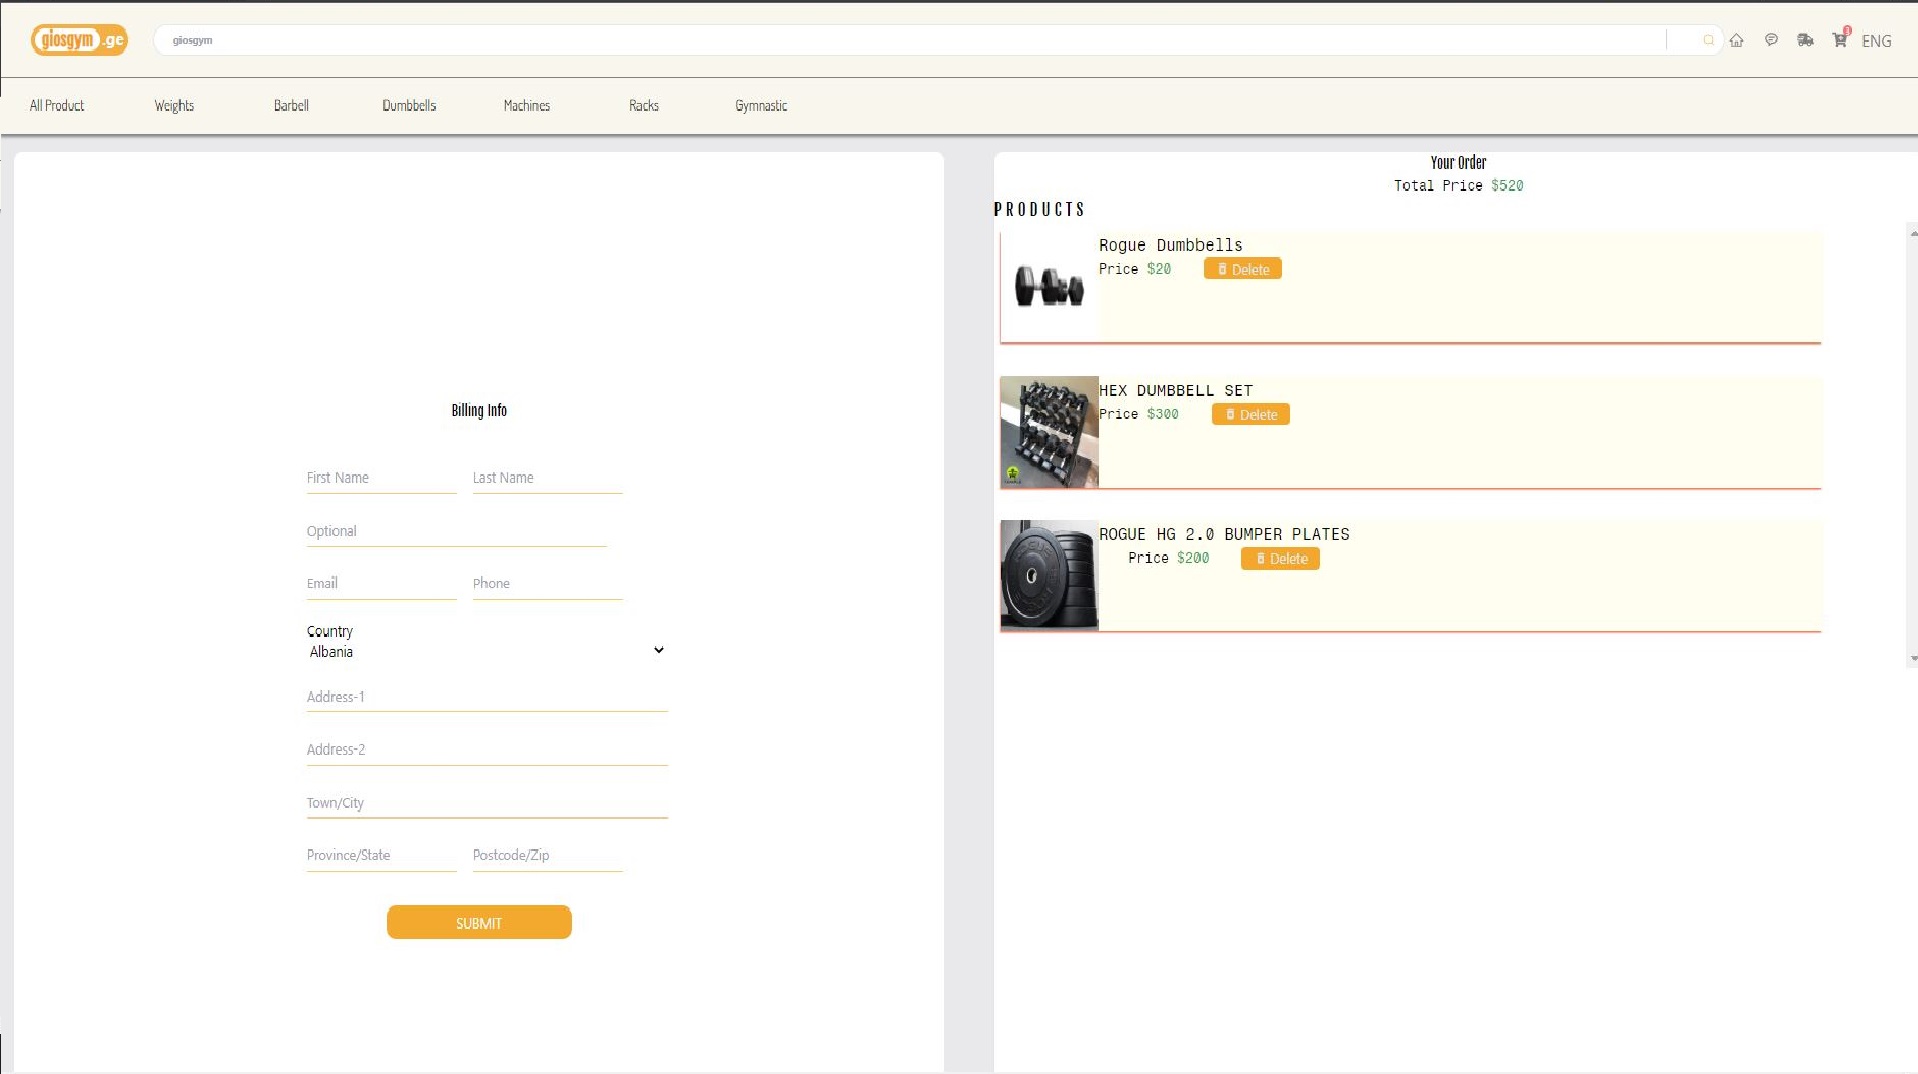 giosgym .ge
giosgym
ENG
All Product
Weights
Barbell
Dumbbells
Machines
Racks
Gymnastic
Billing Info
First Name
Last Name
Optional
Email
Phone
Country
Albania
Address-1
Address-2
Town/City
Province/State
Postcode/Zip
SUBMIT
Your Order
Total Price $520
PRODUCTS
Rogue Dumbbells
Price $20
Delete
HEX DUMBBELL SET
Price $300
Delete
ROGUE HG 2.0 BUMPER PLATES
Price $200
Delete